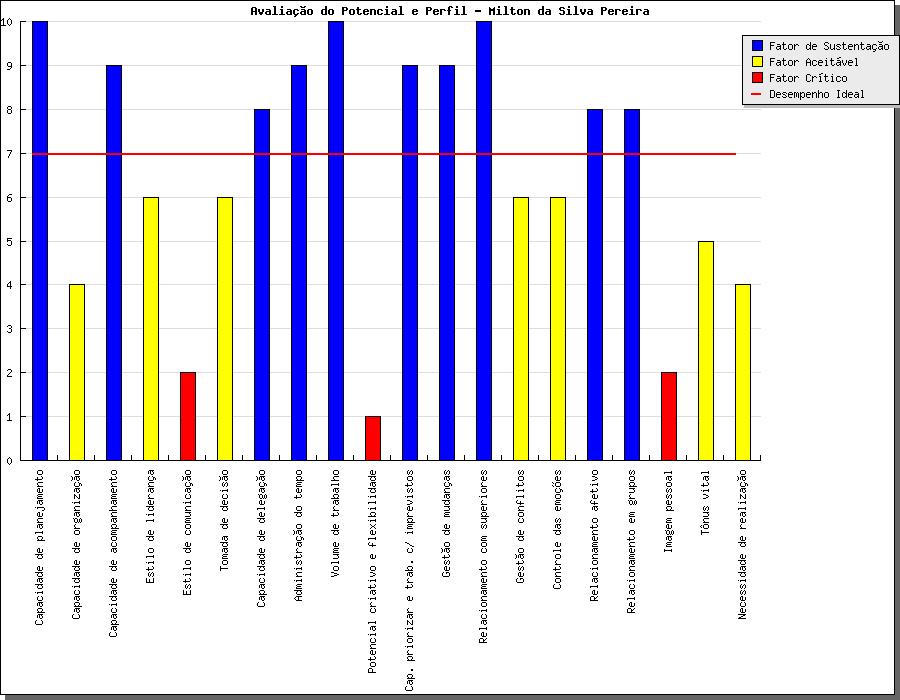 Avaliação do Potencial e Perfil - Milton da Silva Pereira
Fator de Sustentação
Fator Aceitável
Fator Crítico
Desempenho Ideal
10
9
8
7
6
5
4
3
2
1
0
Capacidade de planejamento
Capacidade de organização
Capacidade de acompanhamento
Estilo de liderança
Estilo de comunicação
Tomada de decisão
Capacidade de delegação
Administração do tempo
Volume de trabalho
Potencial criativo e flexibilidade
Cap. priorizar e trab. c/ imprevistos
Gestão de mudanças
Relacionamento com superiores
Gestão de conflitos
Controle das emoções
Relacionamento afetivo
Relacionamento em grupos
Imagem pessoal
Tônus vital
Necessidade de realização